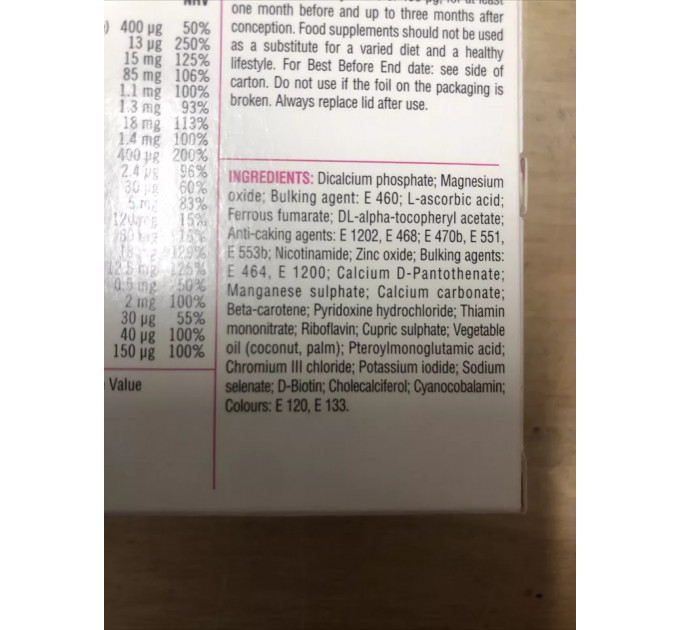 NRV
400 µg 50%
13 µg 250%
15 mg 125%
85 mg 106%
1.1 mg 100%
1.3 mg 93%
18 mg 113%
1.4 mg 100%
400 µg 200%
2.4 µg 96%
30 µg 60%
5 mg 83%
120 mg 15%
125%
0.5 mg 50%
2 mg 100%
30 µg 55%
40 µg 100%
150 µg 100%
Value
one month before and up to three months after
conception. Food supplements should not be used
as a substitute for a varied diet and a healthy
lifestyle. For Best Before End date: see side of
carton. Do not use if the foil on the packaging is
broken. Always replace lid after use.
INGREDIENTS: Dicalcium phosphate; Magnesium
oxide; Bulking agent: E 460; L-ascorbic acid;
Ferrous fumarate; DL-alpha-tocopheryl acetate;
Anti-caking agents: E 1202, E 468; E 470b, E 551,
E 553b; Nicotinamide; Zinc oxide; Bulking agents:
E 464, E 1200; Calcium D-Pantothenate;
Manganese sulphate; Calcium carbonate;
Beta-carotene; Pyridoxine hydrochloride; Thiamin
mononitrate; Riboflavin; Cupric sulphate; Vegetable
oil (coconut, palm); Pteroylmonoglutamic acid;
Chromium III chloride; Potassium iodide; Sodium
selenate; D-Biotin; Cholecalciferol; Cyanocobalamin;
Colours: E 120, E 133.